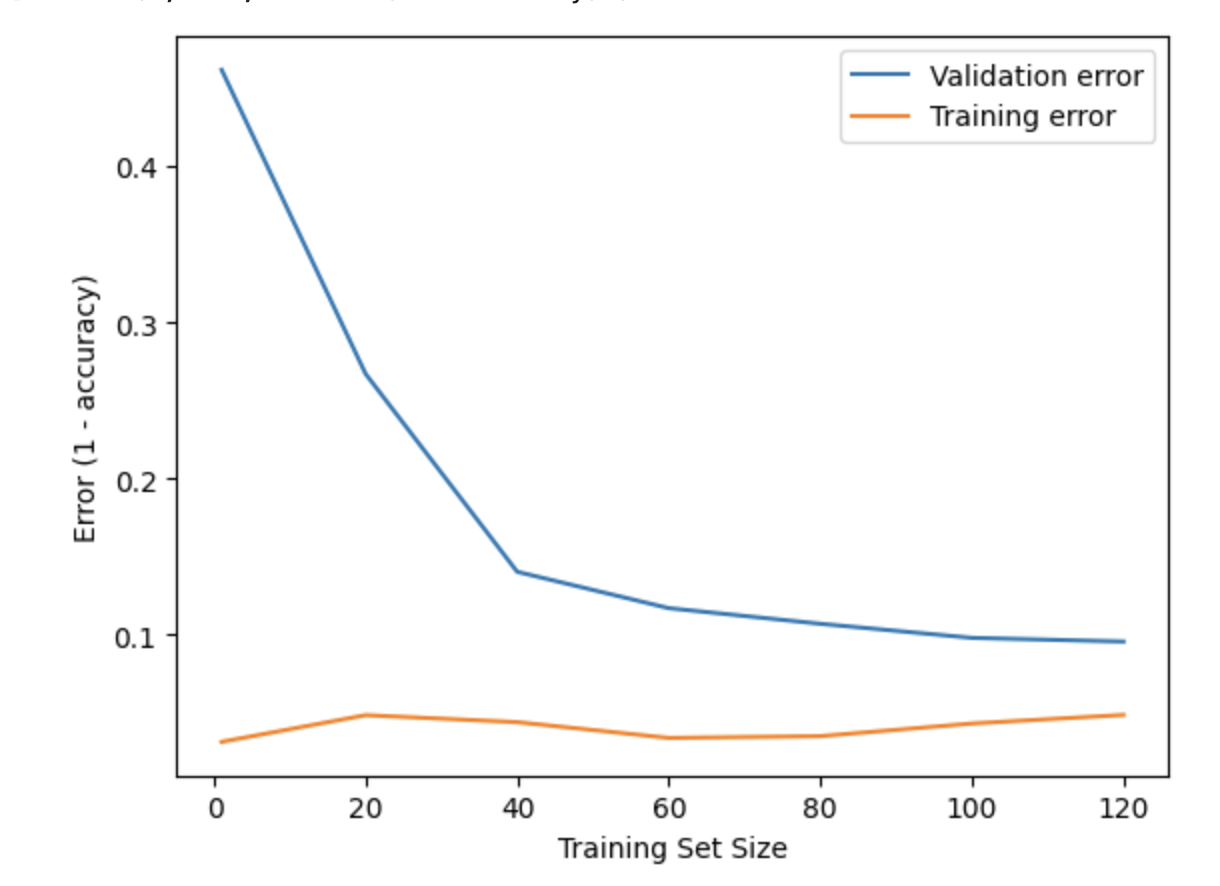 Validation error
Training error
0.4
0.3
0.2
0.1
Error (1 - accuracy)
0 20 40 60 80 100 120
Training Set Size